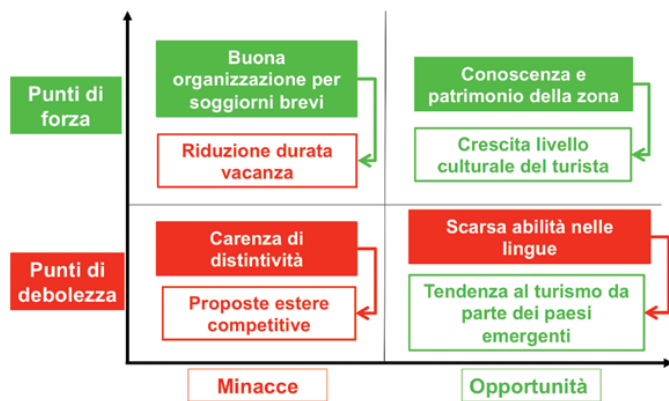 Punti di
forza
Buona
organizzazione per
soggiorni brevi
Riduzione durata
vacanza
Conoscenza e
patrimonio della zona
Crescita livello
culturale del turista
Punti di
debolezza
Carenza di
distintività
Proposte estere
competitive
Scarsa abilità nelle
lingue
Tendenza al turismo da
parte dei paesi
emergenti
Minacce
Opportunità